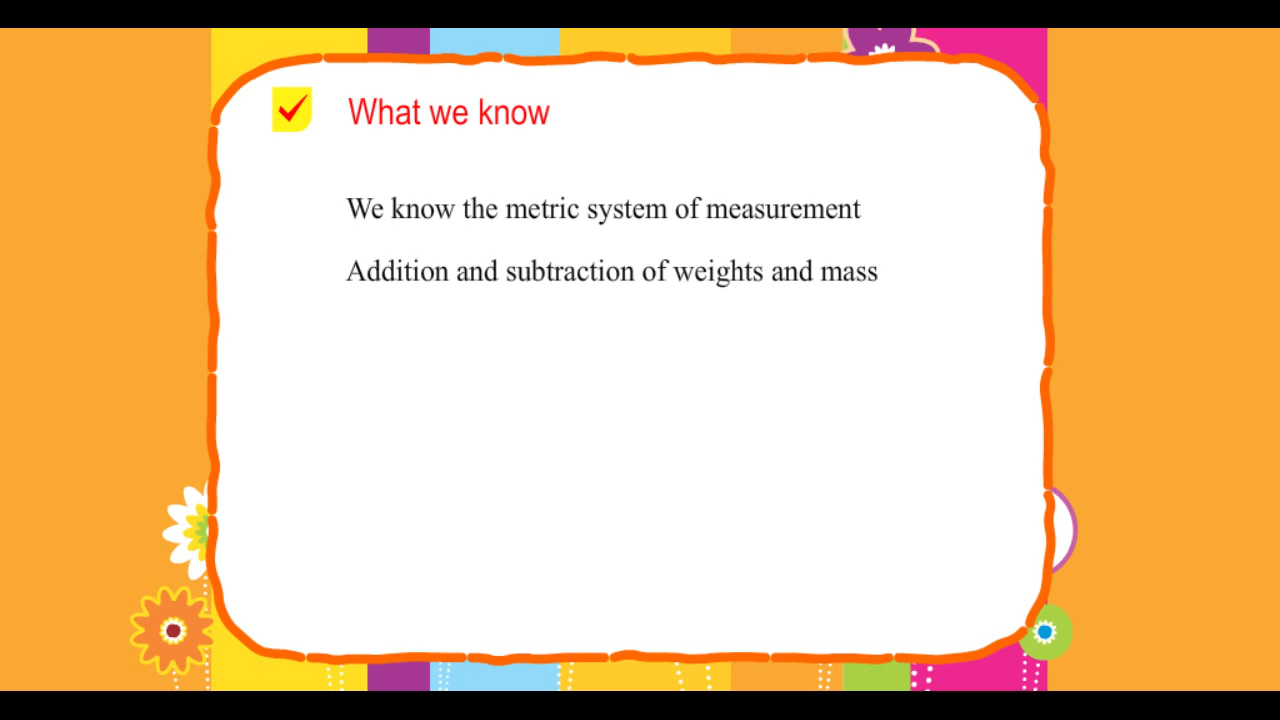 What we know
We know the metric system of measurement
Addition and subtraction of weights and mass